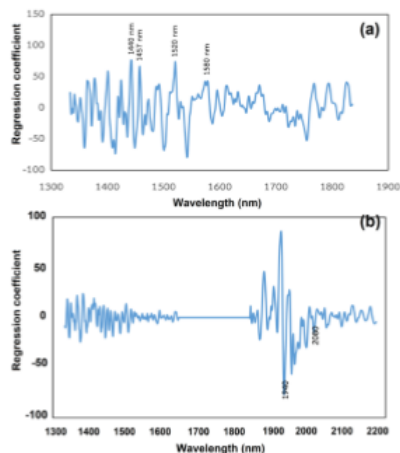 (a)
150
100
50
0
-50
-100
Regression coefficient
1440 nm
1457 nm
1520 nm
1580 nm
1300 1400 1500 1600 1700 1800 1900
Wavelength (nm)
(b)
100
50
0
-50
-100
Regression coefficient
1940
2000
1300 1400 1500 1600 1700 1800 1900 2000 2100 2200
Wavelength (nm)